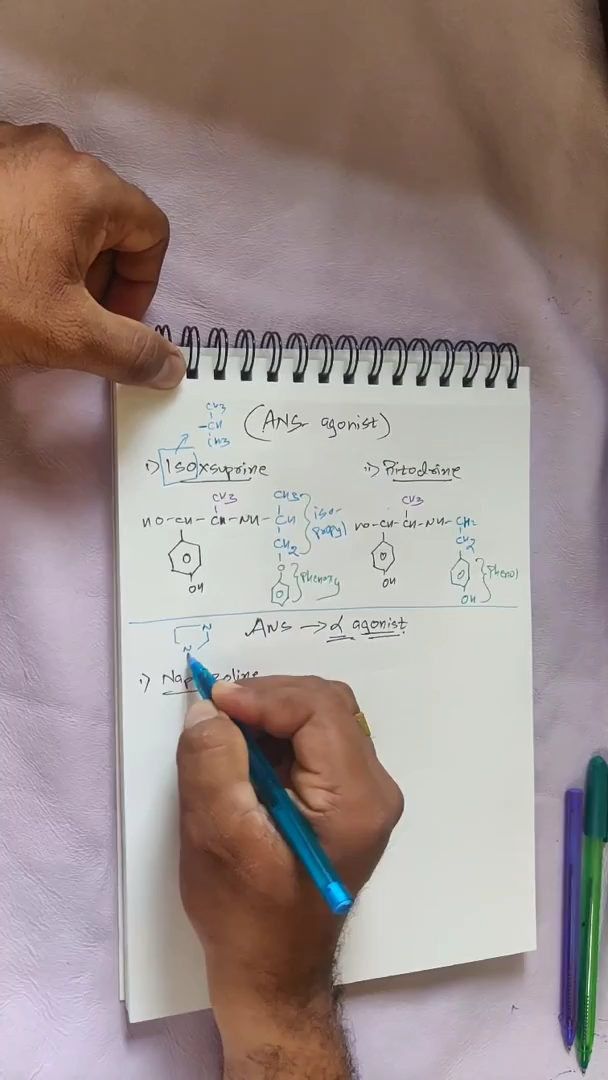 CH3
-CH
CH3
(ANS agonist)
i) Isoxsuprine
ii) Ritodrine
CH3
HO-CH-CH-NH-
OH
CH3
CH
CH2
O
iso-
propyl
Phenoxy
CH3
HO-CH-CH-NH-CH2
CH2
OH
OH
Phenol
N
N
ANS → α agonist
i)